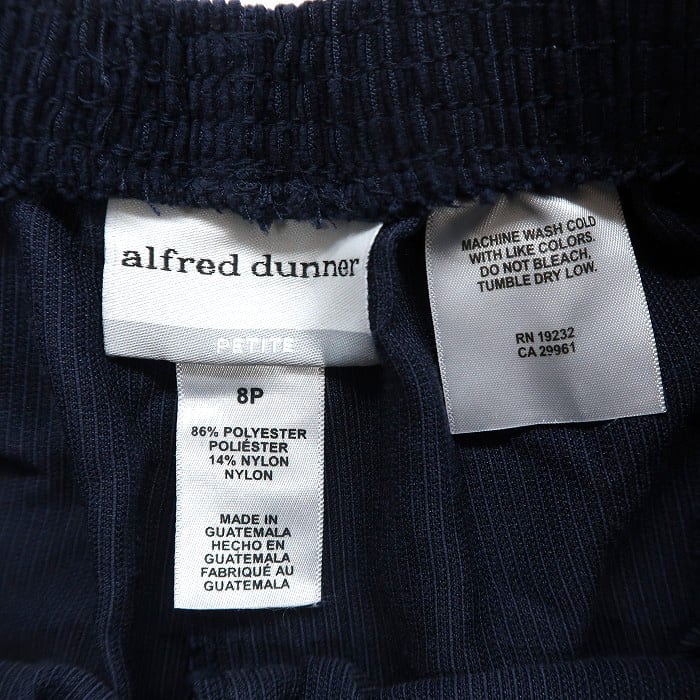 alfred dunner
PETITE
8P
86% POLYESTER
POLIÉSTER
14% NYLON
NYLON
MADE IN
GUATEMALA
HECHO EN
GUATEMALA
FABRIQUÉ AU
GUATEMALA
MACHINE WASH COLD
WITH LIKE COLORS.
DO NOT BLEACH,
TUMBLE DRY LOW.
RN 19232
CA 29961